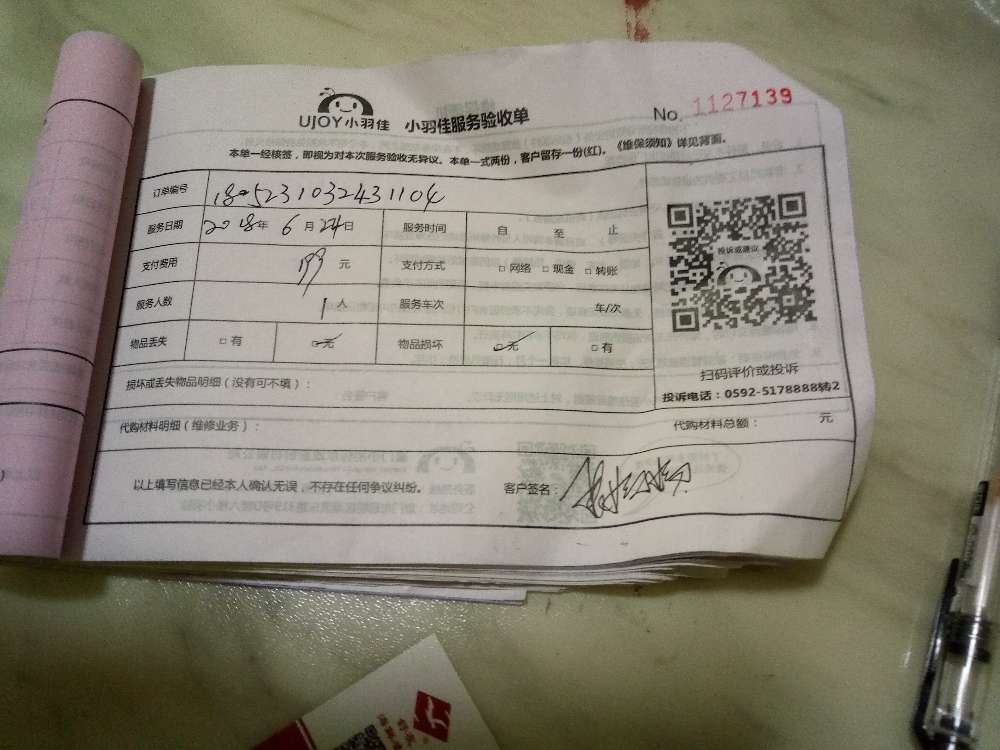 UJOY小羽佳 小羽佳服务验收单 No. 1127139
本单一经核签，即视为对本次服务验收无异议。本单一式两份，客户留存一份(红)。《维保须知》详见背面。
订单编号 1805231032431104
服务日期 2018年 6月 24日 服务时间 自 至 止
支付费用 元 支付方式 □网络 □现金 □转账
服务人数 1人 服务车次 车/次
物品丢失 □有 □无 物品损坏 □无 □有
投诉或建议
扫码评价或投诉
投诉电话：0592-5178888转2
损坏或丢失物品明细（没有可不填）：
代购材料明细（维修业务）： 代购材料总额： 元
以上填写信息已经本人确认无误，不存在任何争议纠纷。 客户签名：